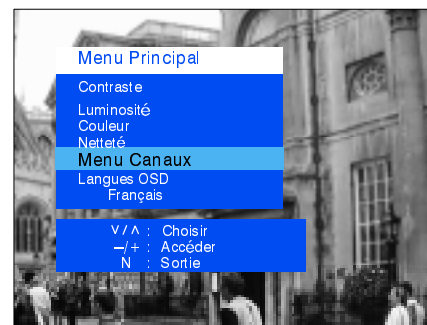 Menu Principal
Contraste
Luminosité
Couleur
Netteté
Menu Canaux
Langues OSD
Français
∨/∧ : Choisir
–/+ : Accéder
N : Sortie